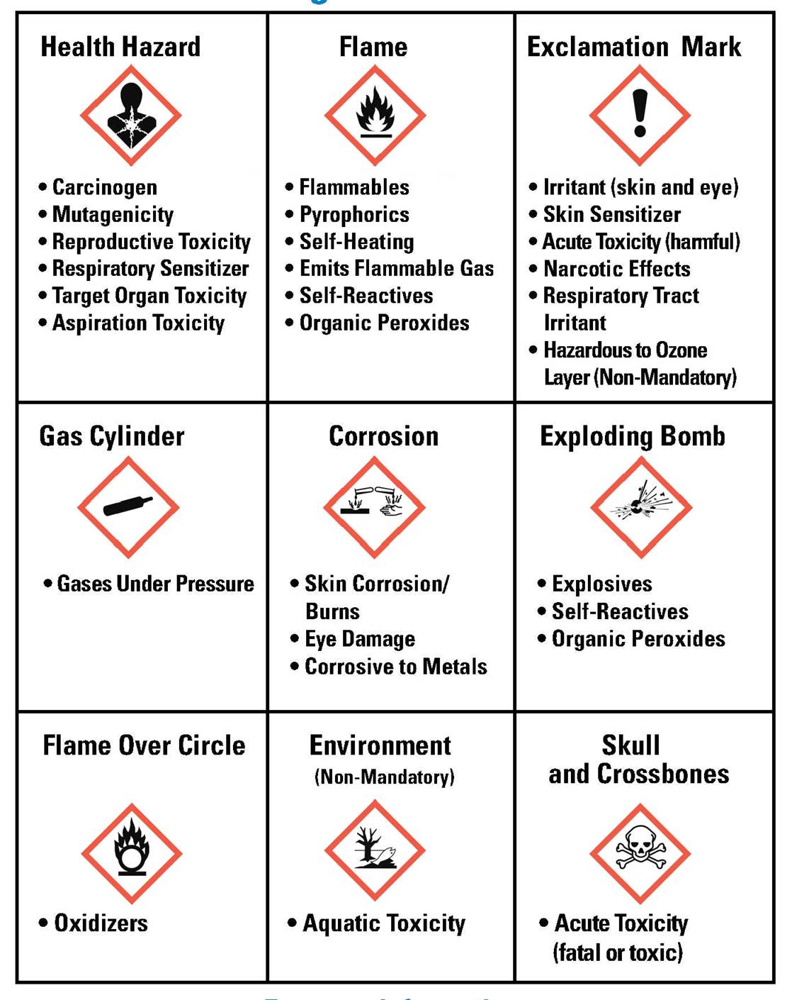 Health Hazard
• Carcinogen
• Mutagenicity
• Reproductive Toxicity
• Respiratory Sensitizer
• Target Organ Toxicity
• Aspiration Toxicity
Flame
• Flammables
• Pyrophorics
• Self-Heating
• Emits Flammable Gas
• Self-Reactives
• Organic Peroxides
Exclamation Mark
• Irritant (skin and eye)
• Skin Sensitizer
• Acute Toxicity (harmful)
• Narcotic Effects
• Respiratory Tract
Irritant
• Hazardous to Ozone
Layer (Non-Mandatory)
Gas Cylinder
• Gases Under Pressure
Corrosion
• Skin Corrosion/
Burns
• Eye Damage
• Corrosive to Metals
Exploding Bomb
• Explosives
• Self-Reactives
• Organic Peroxides
Flame Over Circle
• Oxidizers
Environment
(Non-Mandatory)
• Aquatic Toxicity
Skull
and Crossbones
• Acute Toxicity
(fatal or toxic)